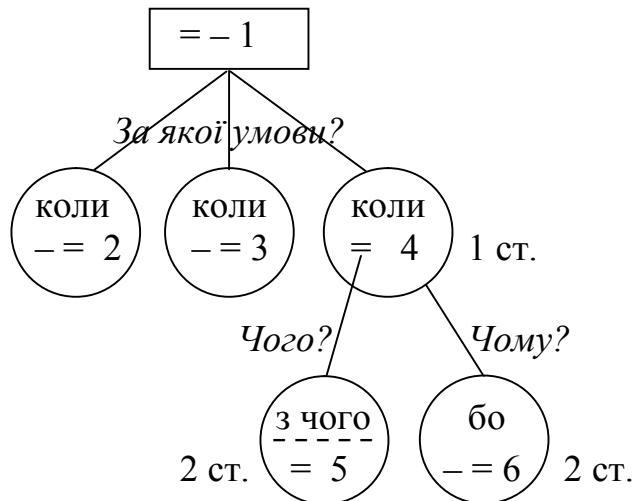 = – 1
За якої умови?
коли коли коли
– = 2 – = 3 = 4 1 ст.
Чого? Чому?
з чого бо
2 ст. = 5 – = 6 2 ст.